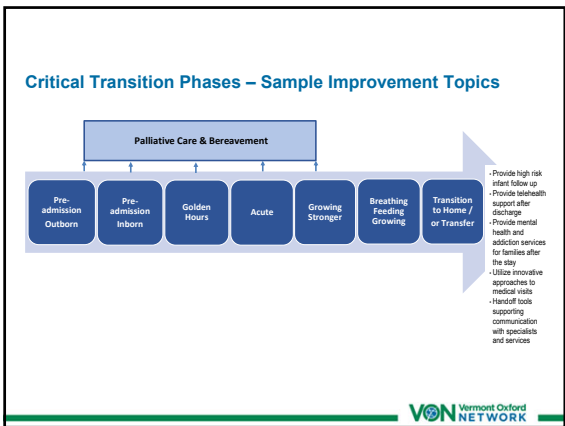 Critical Transition Phases – Sample Improvement Topics
Palliative Care & Bereavement
Pre-
admission
Outborn
Pre-
admission
Inborn
Golden
Hours
Acute
Growing
Stronger
Breathing
Feeding
Growing
Transition
to Home /
or Transfer
• Provide high risk
infant follow up
• Provide telehealth
support after
discharge
• Provide mental
health and
addiction services
for families after
the stay
• Utilize innovative
approaches to
medical visits
• Handoff tools
supporting
communication
with specialists
and services
VON Vermont Oxford
NETWORK